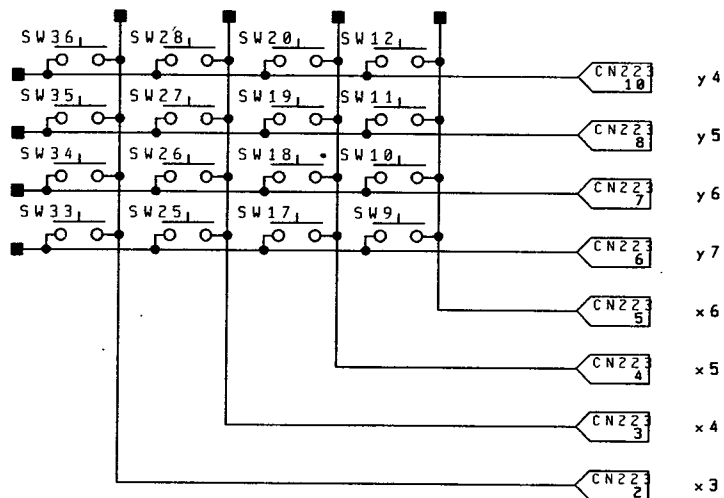 SW36 SW28 SW20 SW12
CN223
10 y4
SW35 SW27 SW19 SW11
CN223
8 y5
SW34 SW26 SW18 SW10
CN223
7 y6
SW33 SW25 SW17 SW9
CN223
6 y7
CN223
5 x6
CN223
4 x5
CN223
3 x4
CN223
2 x3